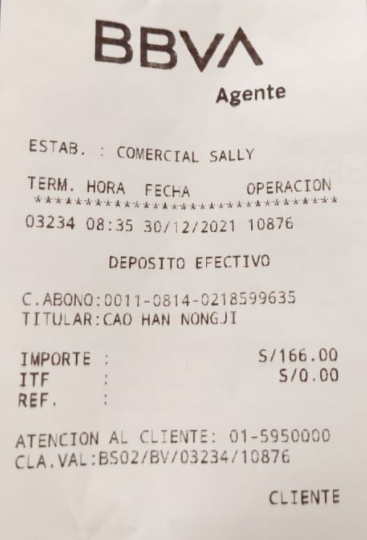 BBVA
Agente
ESTAB. : COMERCIAL SALLY
TERM. HORA FECHA OPERACION
********************************
03234 08:35 30/12/2021 10876
DEPOSITO EFECTIVO
C.ABONO:0011-0814-0218599635
TITULAR:CAO HAN NONGJI
IMPORTE : S/166.00
ITF : S/0.00
REF. :
ATENCION AL CLIENTE: 01-5950000
CLA.VAL:BS02/BV/03234/10876
CLIENTE